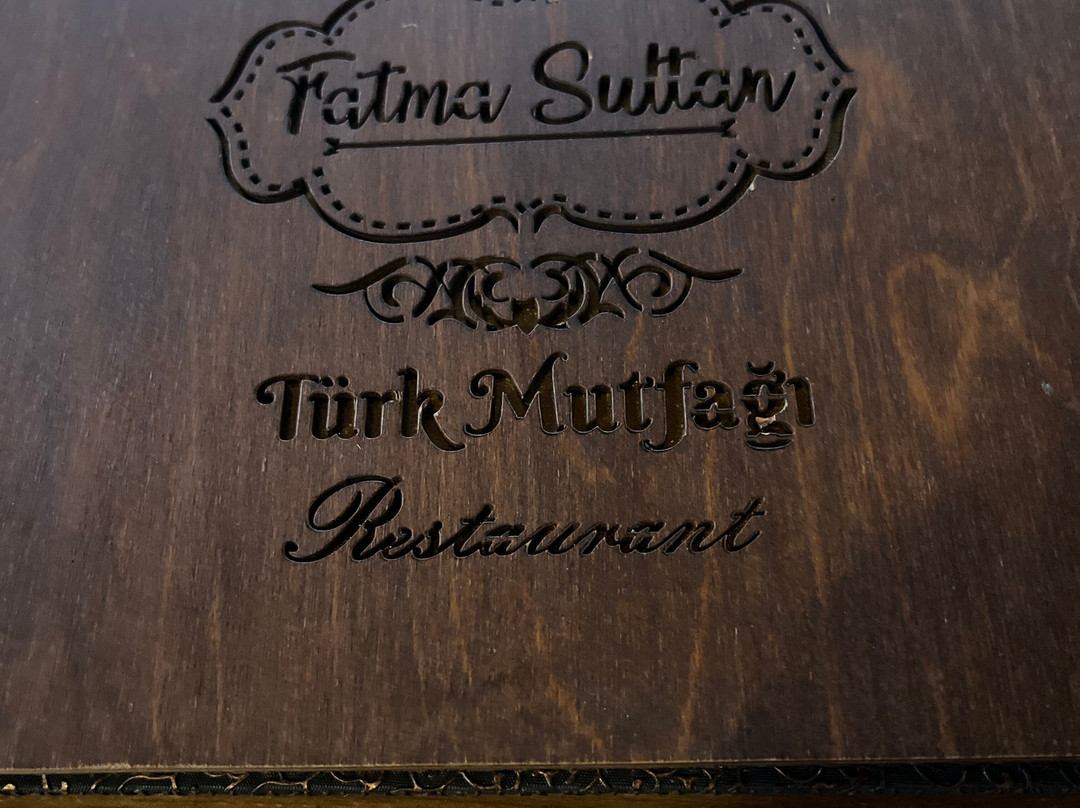 Fatma Sultan
Türk Mutfağı
Restaurant